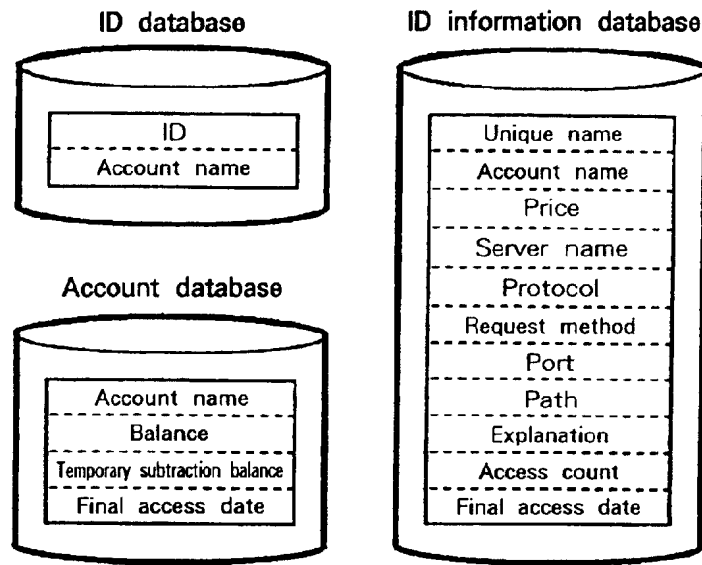 ID database
ID
Account name
Account database
Account name
Balance
Temporary subtraction balance
Final access date
ID information database
Unique name
Account name
Price
Server name
Protocol
Request method
Port
Path
Explanation
Access count
Final access date